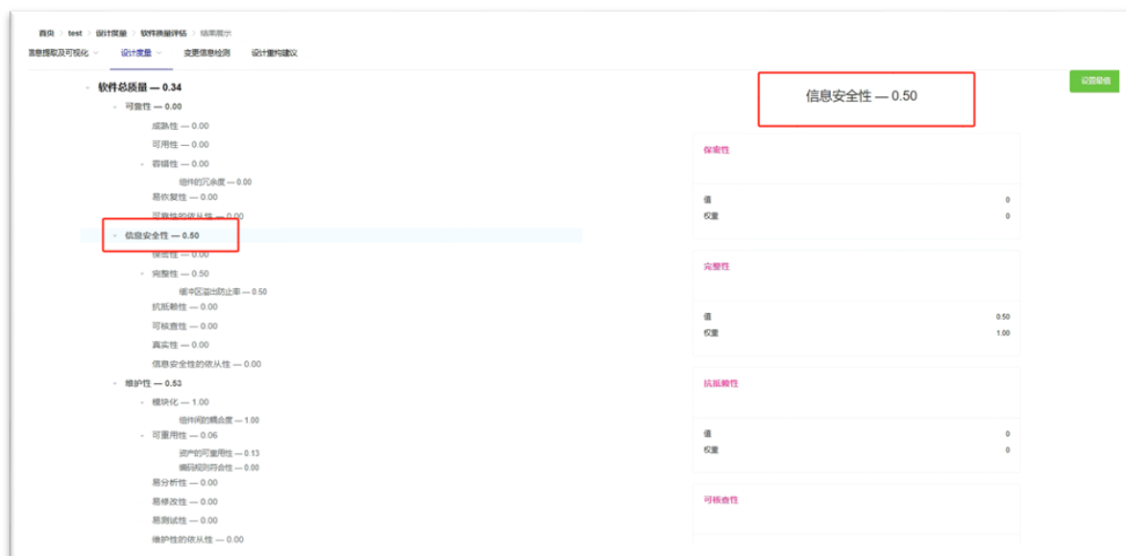 首页 > test > 设计度量 > 软件质量评估 > 结果展示
信息提取及可视化 设计度量 变更信息检测 设计重构建议
设置最值
软件总质量 — 0.34
可靠性 — 0.00
成熟性 — 0.00
可用性 — 0.00
容错性 — 0.00
组件的冗余度 — 0.00
易恢复性 — 0.00
可靠性的依从性 — 0.00
信息安全性 — 0.50
保密性 — 0.00
完整性 — 0.50
缓冲区溢出防止率 — 0.50
抗抵赖性 — 0.00
可核查性 — 0.00
真实性 — 0.00
信息安全性的依从性 — 0.00
维护性 — 0.53
模块化 — 1.00
组件间的耦合度 — 1.00
可重用性 — 0.06
资产的可重用性 — 0.13
编码规则符合性 — 0.00
易分析性 — 0.00
易修改性 — 0.00
易测试性 — 0.00
维护性的依从性 — 0.00
信息安全性 — 0.50
保密性
值 0
权重 0
完整性
值 0.50
权重 1.00
抗抵赖性
值 0
权重 0
可核查性